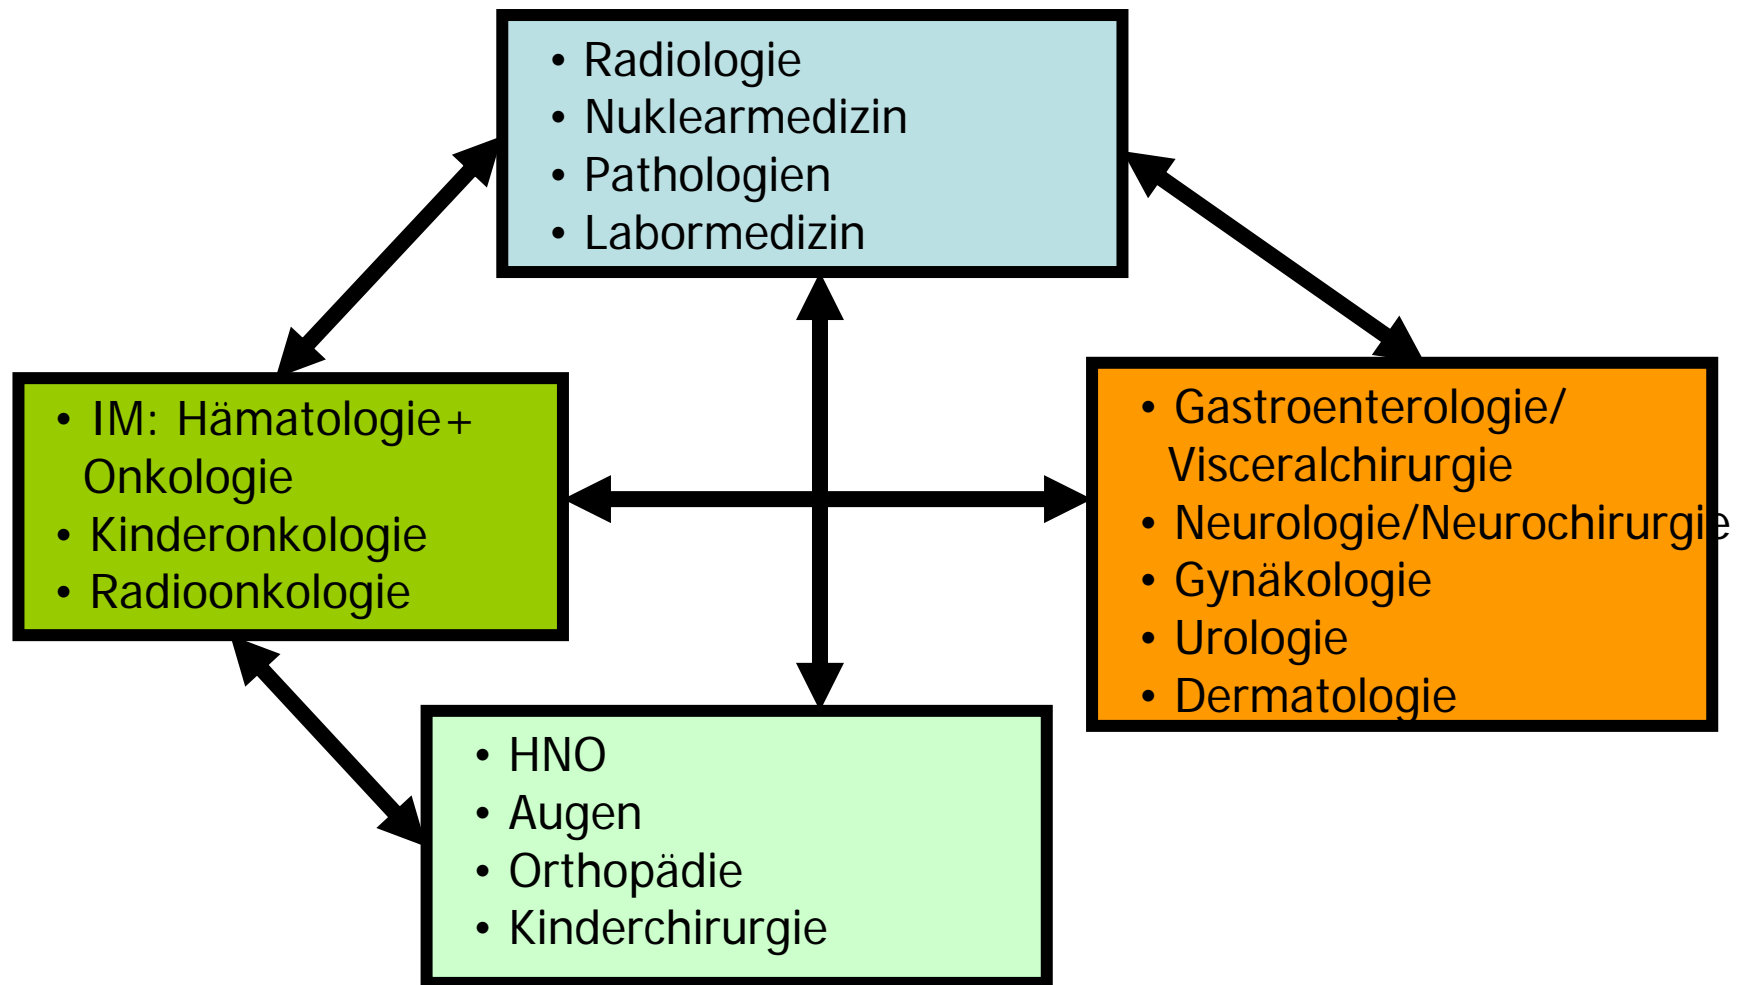 • Radiologie
• Nuklearmedizin
• Pathologien
• Labormedizin
• IM: Hämatologie+
Onkologie
• Kinderonkologie
• Radioonkologie
• Gastroenterologie/
Visceralchirurgie
• Neurologie/Neurochirurgie
• Gynäkologie
• Urologie
• Dermatologie
• HNO
• Augen
• Orthopädie
• Kinderchirurgie